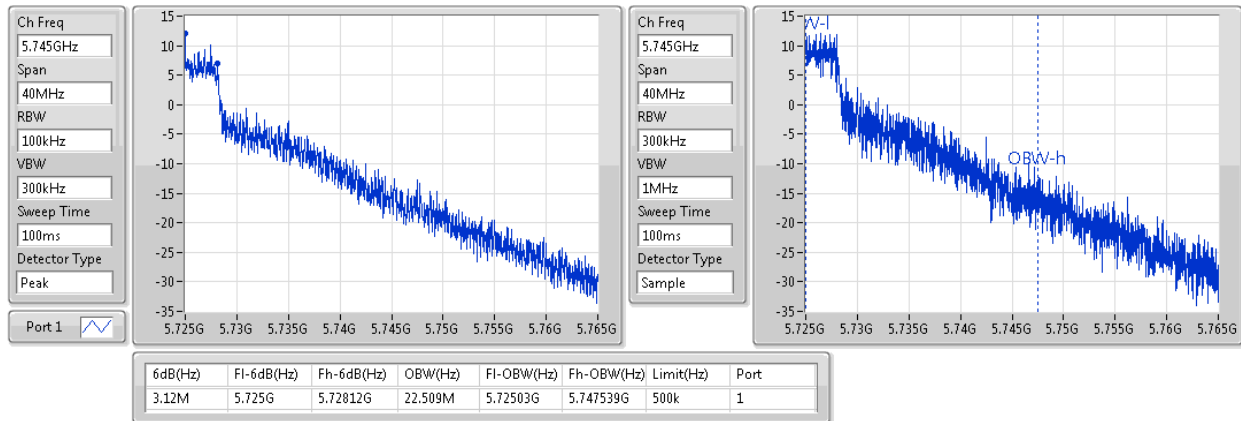 Ch Freq
5.745GHz
Span
40MHz
RBW
100kHz
VBW
300kHz
Sweep Time
100ms
Detector Type
Peak
Port 1
15
10
5
0
-5
-10
-15
-20
-25
-30
-35
5.725G 5.73G 5.735G 5.74G 5.745G 5.75G 5.755G 5.76G 5.765G
Ch Freq
5.745GHz
Span
40MHz
RBW
300kHz
VBW
1MHz
Sweep Time
100ms
Detector Type
Sample
15
10
5
0
-5
-10
-15
-20
-25
-30
-35
W-l
OBW-h
5.725G 5.73G 5.735G 5.74G 5.745G 5.75G 5.755G 5.76G 5.765G
6dB(Hz) Fl-6dB(Hz) Fh-6dB(Hz) OBW(Hz) Fl-OBW(Hz) Fh-OBW(Hz) Limit(Hz) Port
3.12M 5.725G 5.72812G 22.509M 5.72503G 5.747539G 500k 1